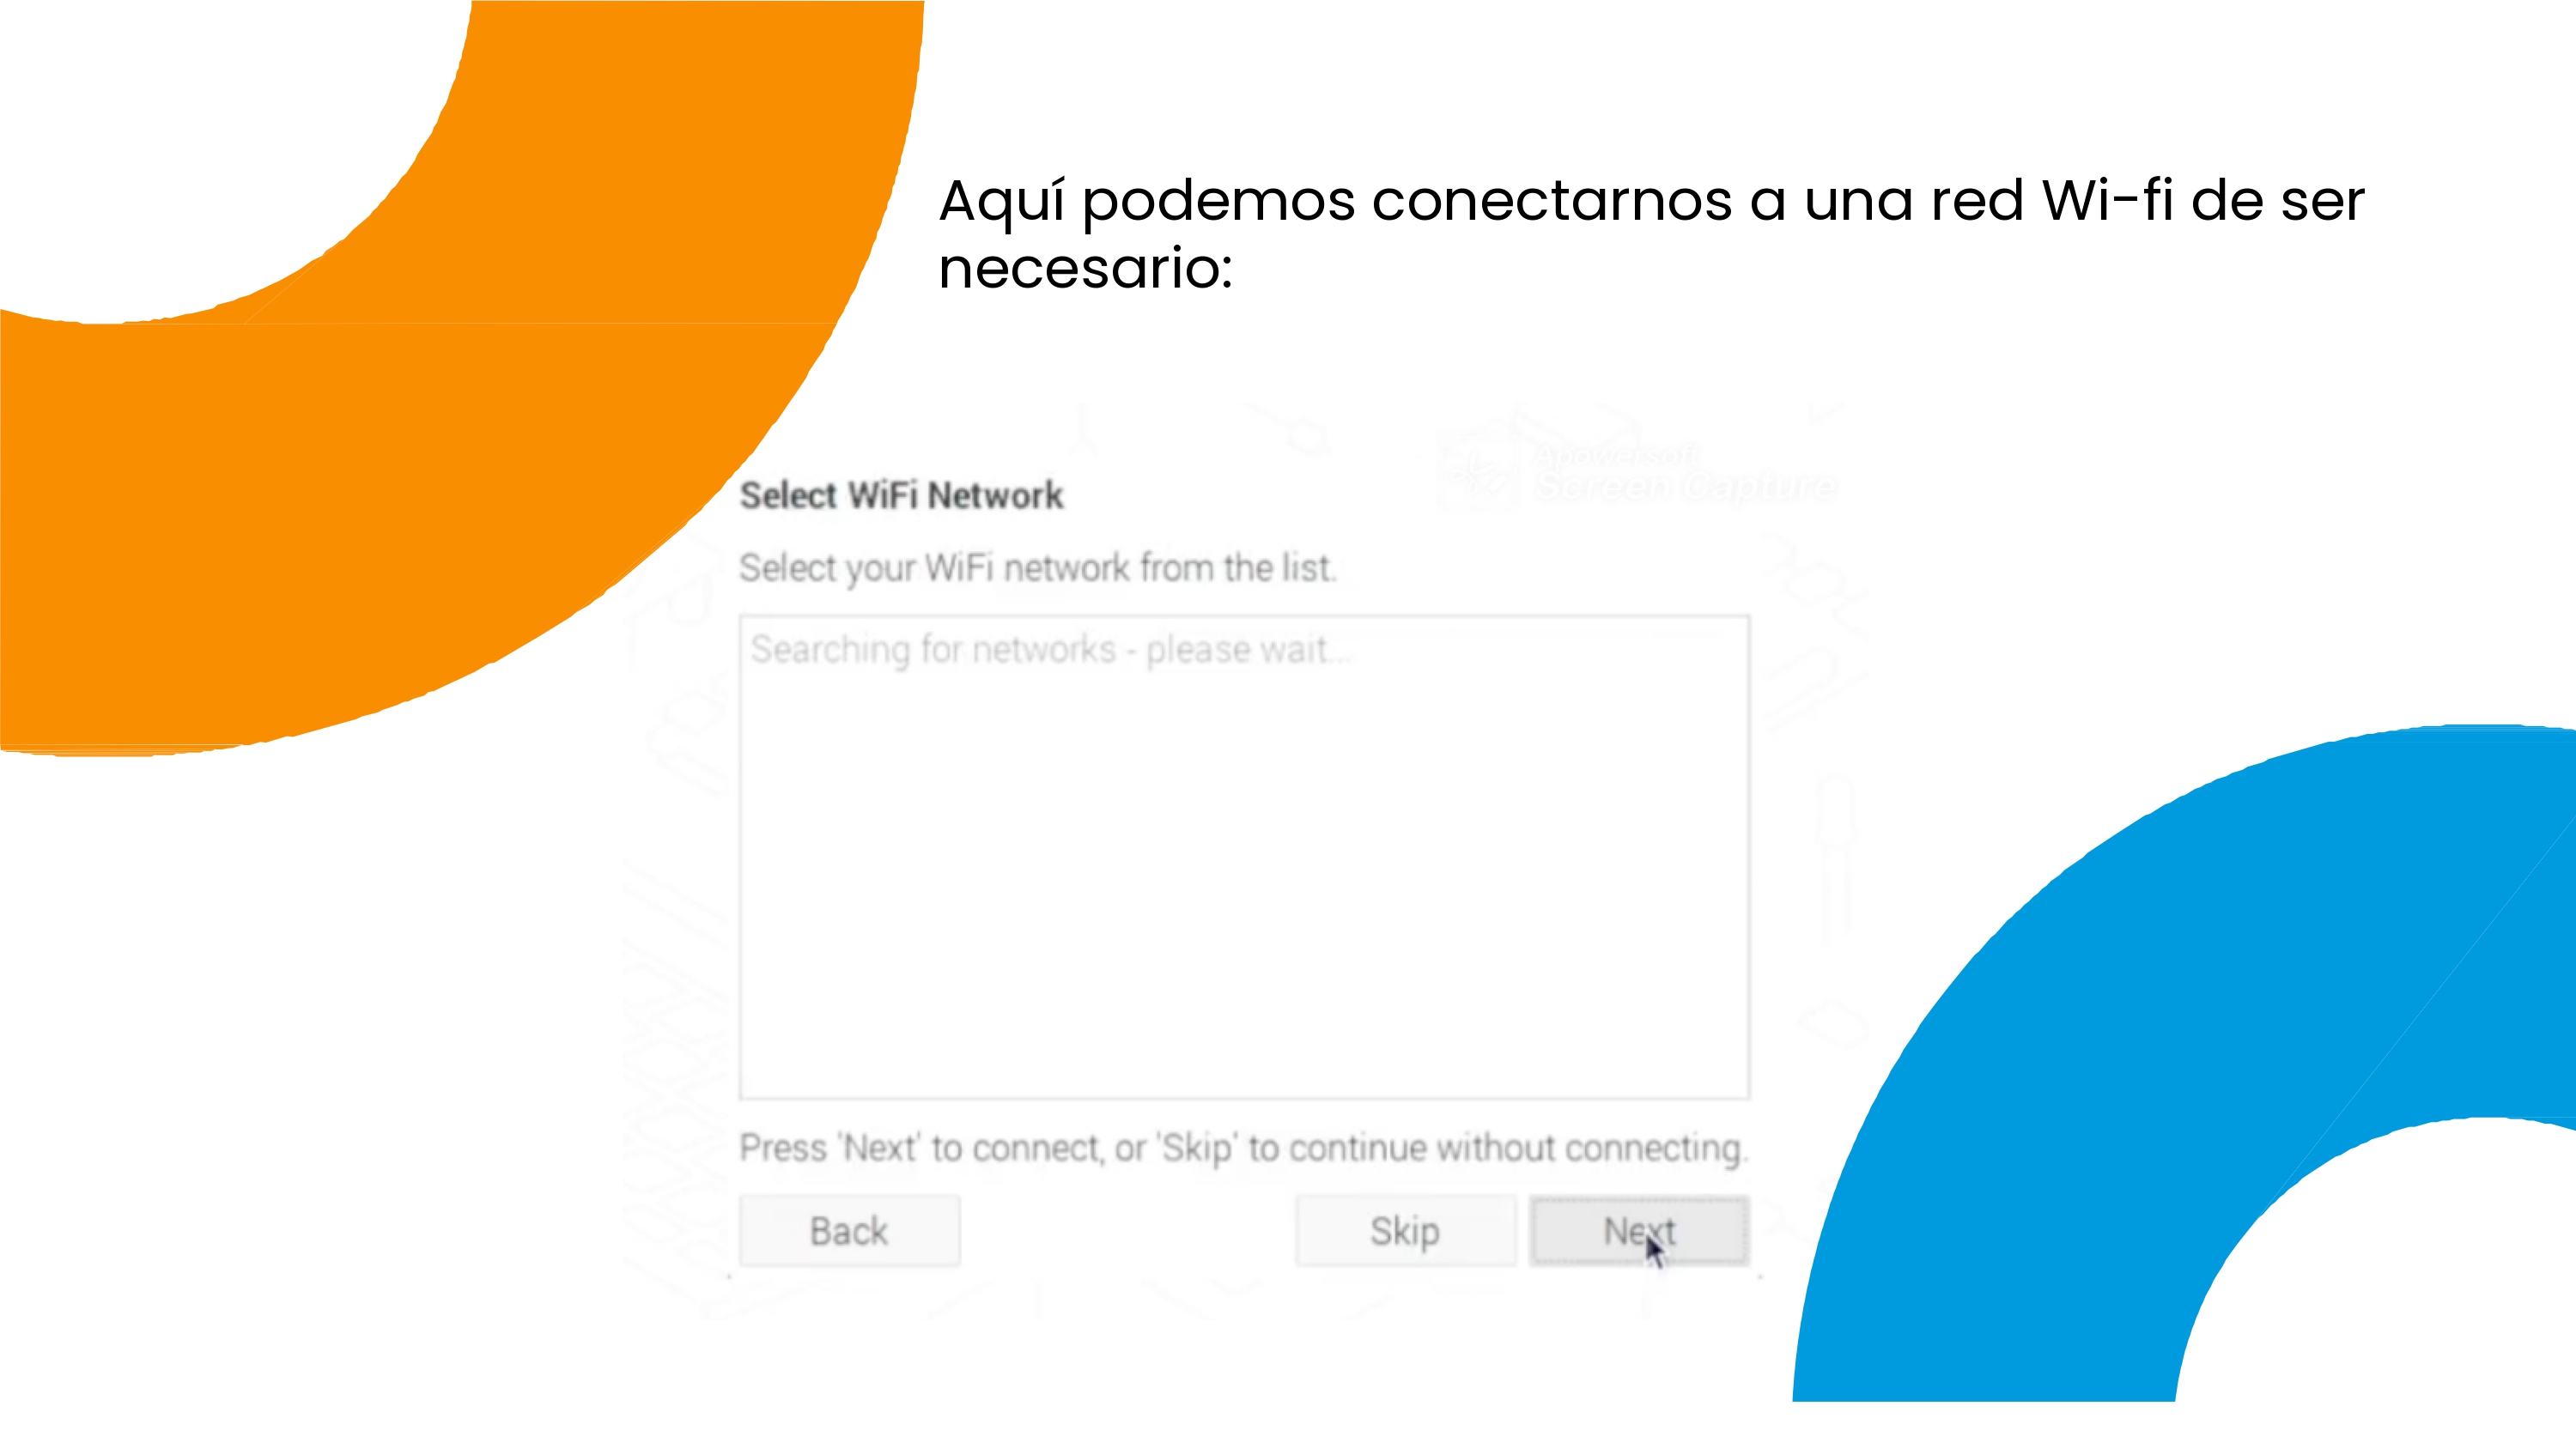 Aquí podemos conectarnos a una red Wi-fi de ser
necesario:
Apowersoft
Screen Capture
Select WiFi Network
Select your WiFi network from the list.
Searching for networks - please wait...
Press 'Next' to connect, or 'Skip' to continue without connecting.
Back
Skip
Next